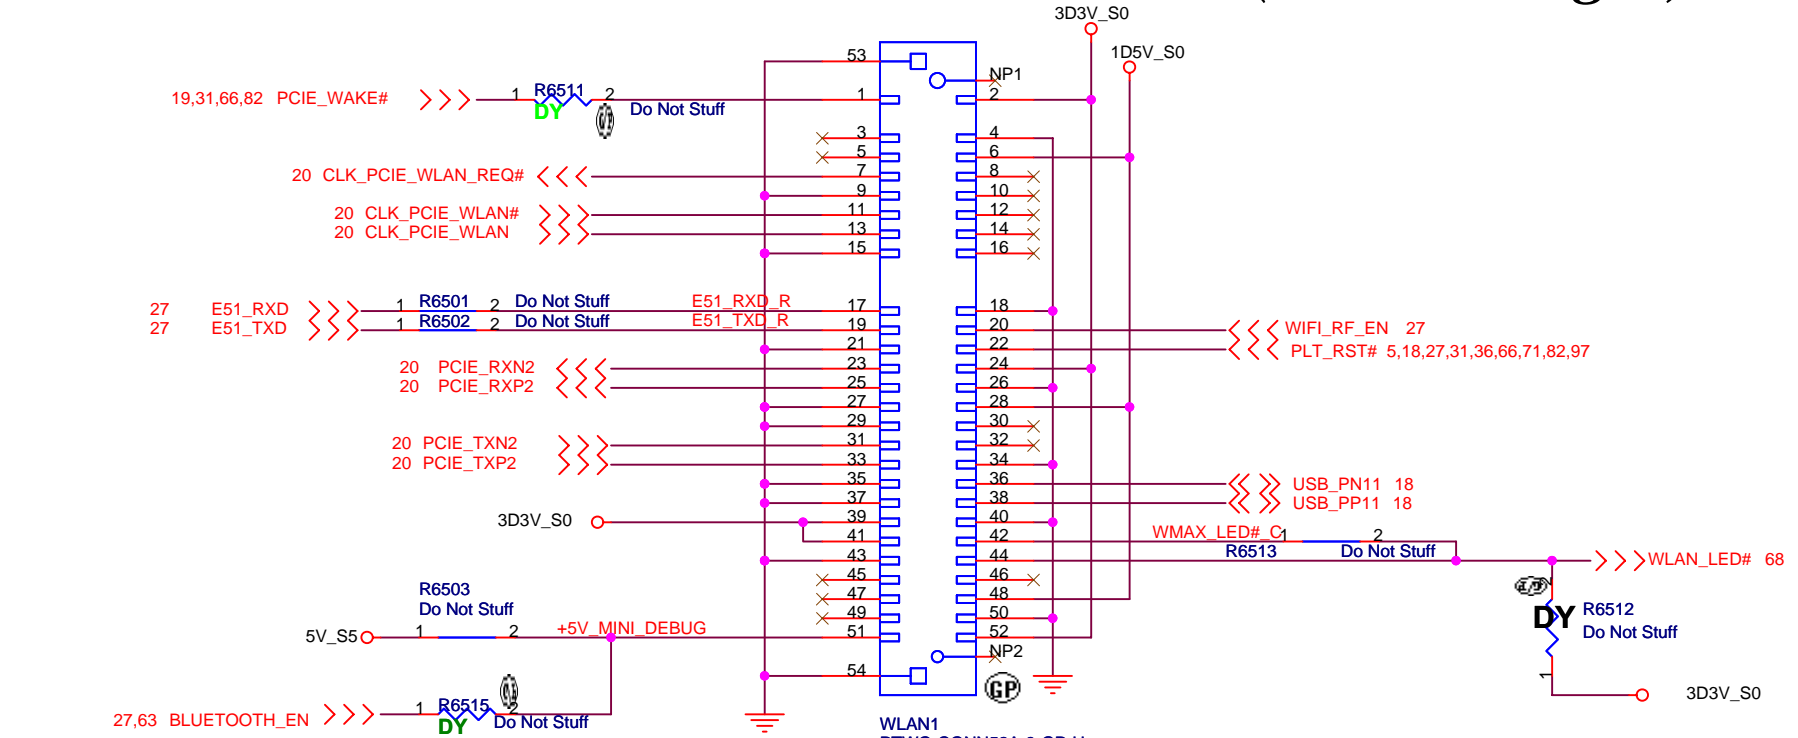 3D3V_S0
1D5V_S0
53
NP1
19,31,66,82 PCIE_WAKE# 1 R6511 2 Do Not Stuff 1 2
DY
3 4
5 6
20 CLK_PCIE_WLAN_REQ# 7 8
9 10
20 CLK_PCIE_WLAN# 11 12
20 CLK_PCIE_WLAN 13 14
15 16
27 E51_RXD 1 R6501 2 Do Not Stuff E51_RXD_R 17 18
27 E51_TXD 1 R6502 2 Do Not Stuff E51_TXD_R 19 20 WIFI_RF_EN 27
21 22 PLT_RST# 5,18,27,31,36,66,71,82,97
20 PCIE_RXN2 23 24
20 PCIE_RXP2 25 26
27 28
29 30
20 PCIE_TXN2 31 32
20 PCIE_TXP2 33 34
35 36 USB_PN11 18
37 38 USB_PP11 18
3D3V_S0 39 40
41 42 WMAX_LED#_C 1 2
R6513 Do Not Stuff
43 44 WLAN_LED# 68
45 46
R6503
47 48
Do Not Stuff
49 50
2
DY R6512
Do Not Stuff
1
5V_S5 1 2 +5V_MINI_DEBUG 51 52
NP2
54
GP
3D3V_S0
27,63 BLUETOOTH_EN 1 R6515 2 Do Not Stuff
DY
WLAN1